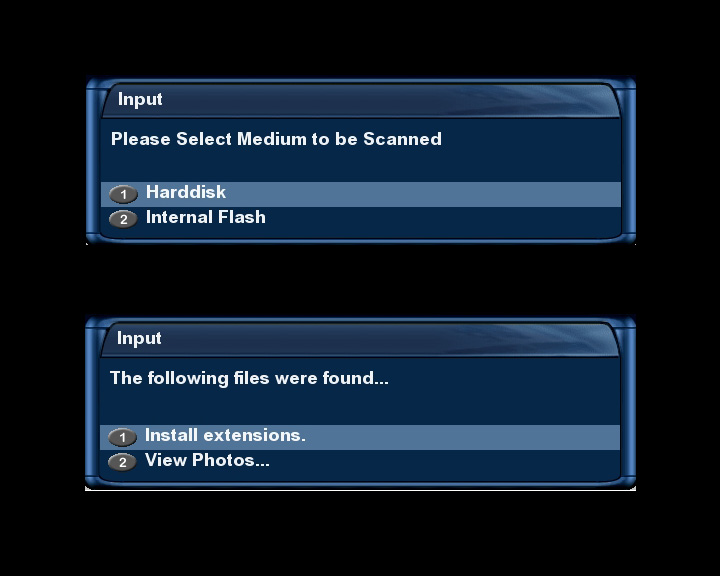 Input
Please Select Medium to be Scanned
1 Harddisk
2 Internal Flash
Input
The following files were found...
1 Install extensions.
2 View Photos...